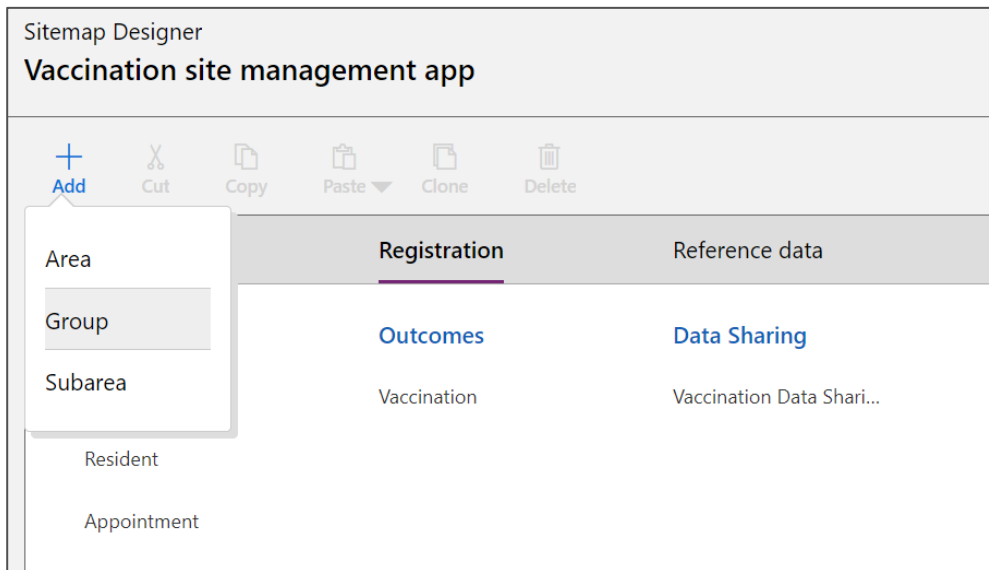 Sitemap Designer
Vaccination site management app
Add Cut Copy Paste Clone Delete
Area
Group
Subarea
Registration Reference data
Outcomes Data Sharing
Vaccination Vaccination Data Shari...
Resident
Appointment